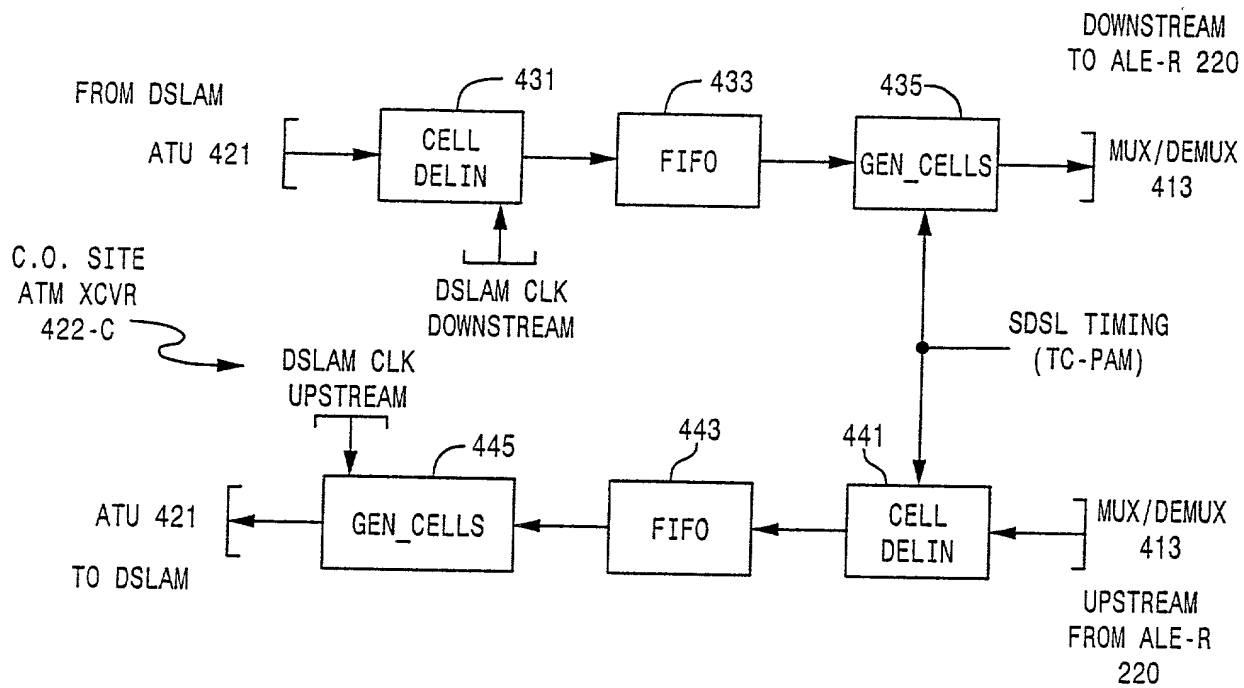 DOWNSTREAM
TO ALE-R 220
431
433
435
FROM DSLAM
ATU 421
CELL
DELIN
FIFO
GEN_CELLS
MUX/DEMUX
413
C.O. SITE
ATM XCVR
422-C
DSLAM CLK
DOWNSTREAM
SDSL TIMING
(TC-PAM)
DSLAM CLK
UPSTREAM
445
443
441
ATU 421
TO DSLAM
GEN_CELLS
FIFO
CELL
DELIN
MUX/DEMUX
413
UPSTREAM
FROM ALE-R
220